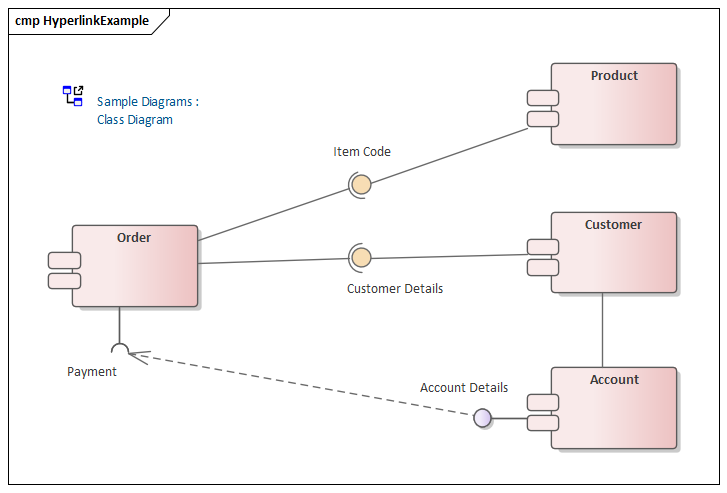 cmp HyperlinkExample
Product
Sample Diagrams :
Class Diagram
Item Code
Order
Customer
Customer Details
Payment
Account Details
Account